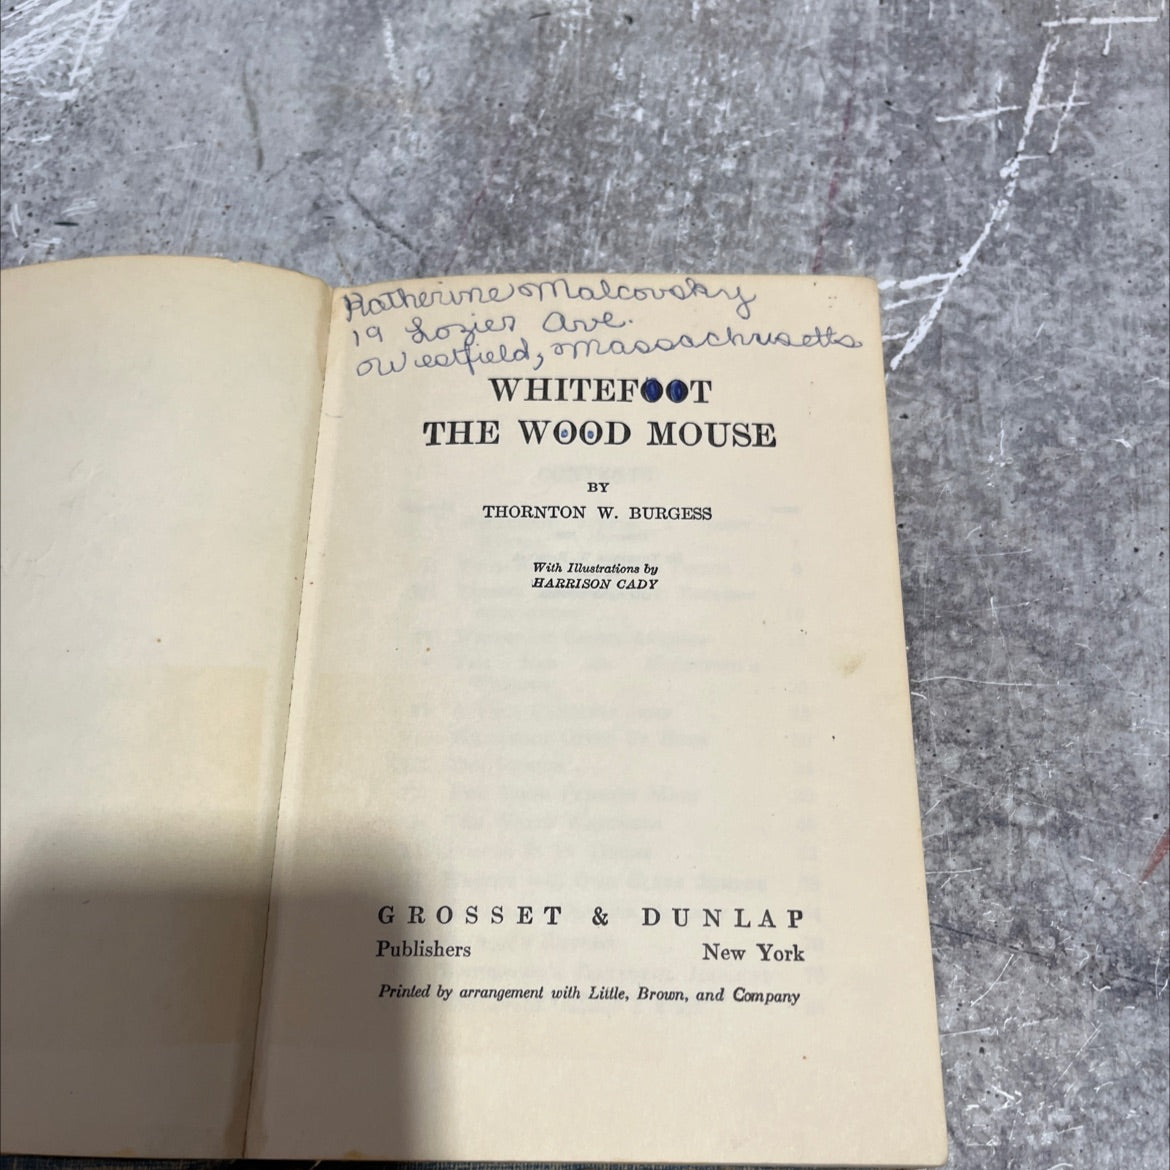 Katherine Malcovsky
19 Lozier Ave.
Westfield, Massachusetts
WHITEFOOT
THE WOOD MOUSE
BY
THORNTON W. BURGESS
With Illustrations by
HARRISON CADY
GROSSET & DUNLAP
Publishers New York
Printed by arrangement with Little, Brown, and Company